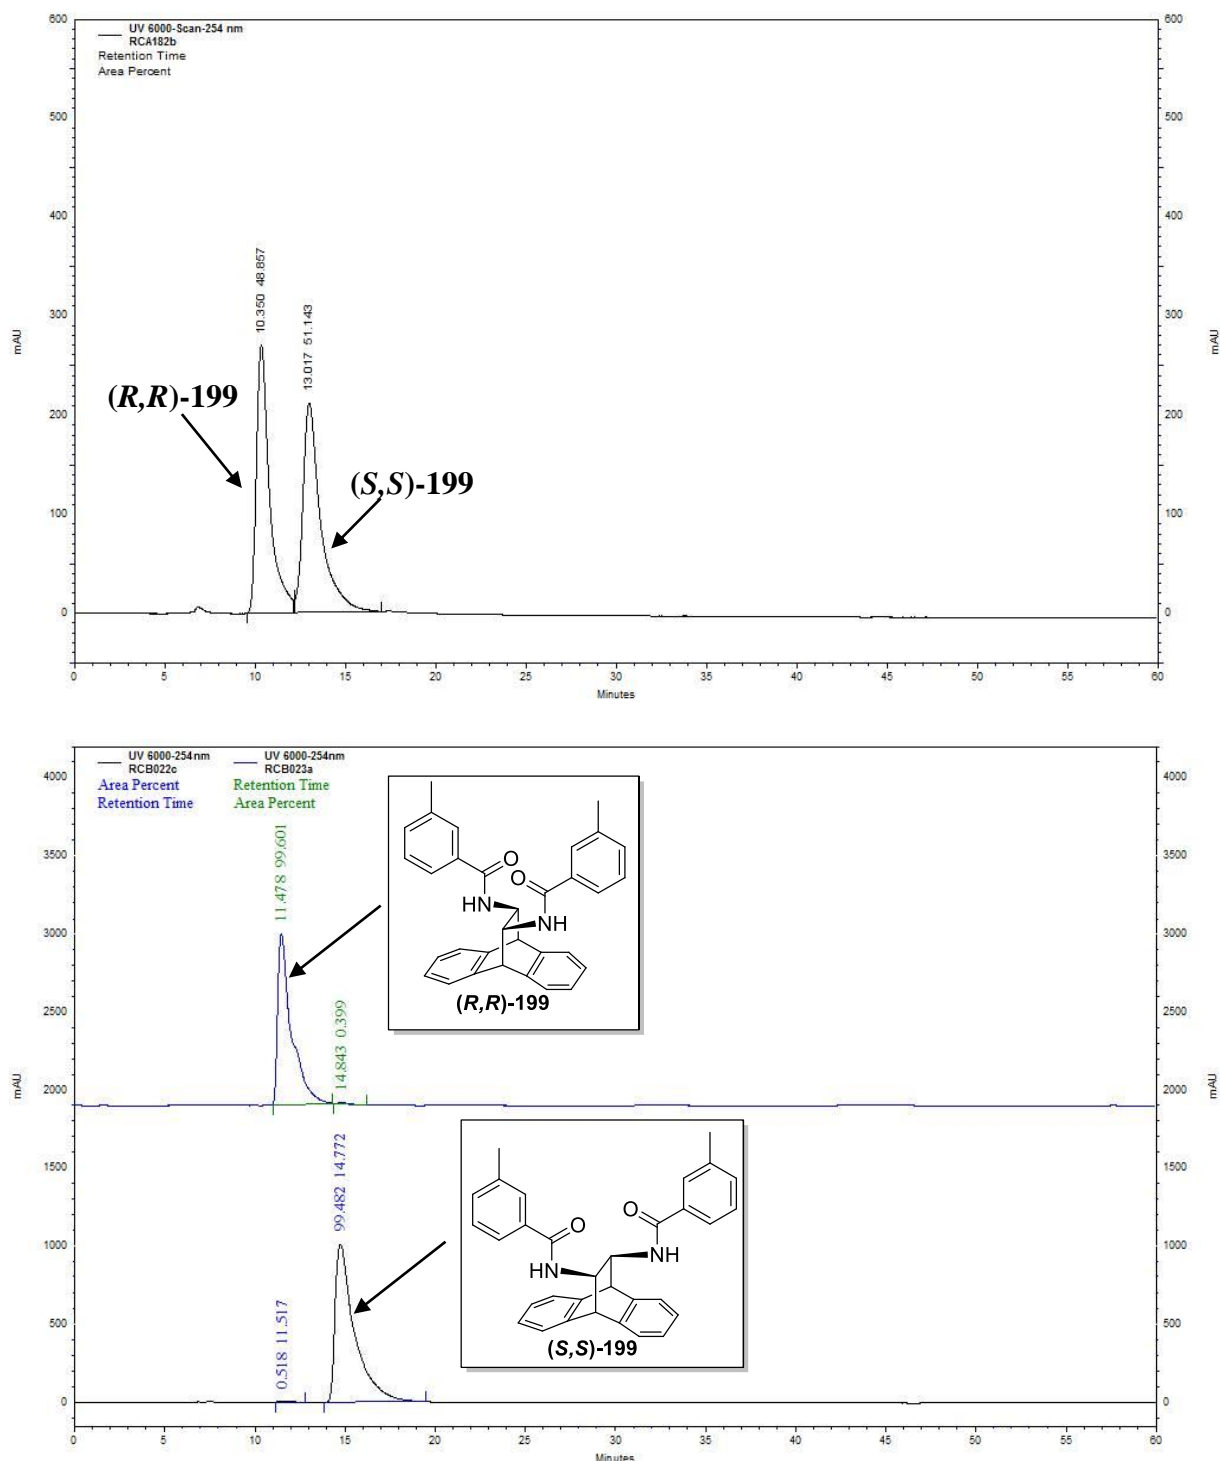 UV 6000-Scan-254 nm
RCA182b
Retention Time
Area Percent
600
500
400
300
200
100
0
mAU
600
500
400
300
200
100
0
mAU
10.350 48.857
13.017 51.143
(R,R)-199
(S,S)-199
0 5 10 15 20 25 30 35 40 45 50 55 60
Minutes
UV 6000-254nm
RCB022c
Area Percent
Retention Time
UV 6000-254nm
RCB023a
Retention Time
Area Percent
4000
3500
3000
2500
2000
1500
1000
500
0
mAU
4000
3500
3000
2500
2000
1500
1000
500
0
mAU
11.478 99.601
14.843 0.399
O
O
HN
NH
(R,R)-199
99.482 14.772
0.518 11.517
O
O
HN
NH
(S,S)-199
0 5 10 15 20 25 30 35 40 45 50 55 60
Minutes